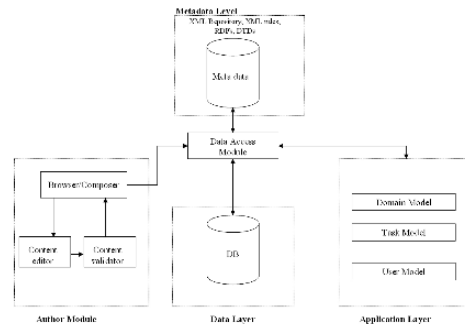 Metadata Level
XML Repository, XML rules,
RDFs, DTDs
Meta data
Data Access
Module
Browser/Composer
Content
editor
Content
validator
DB
Domain Model
Task Model
User Model
Author Module
Data Layer
Application Layer